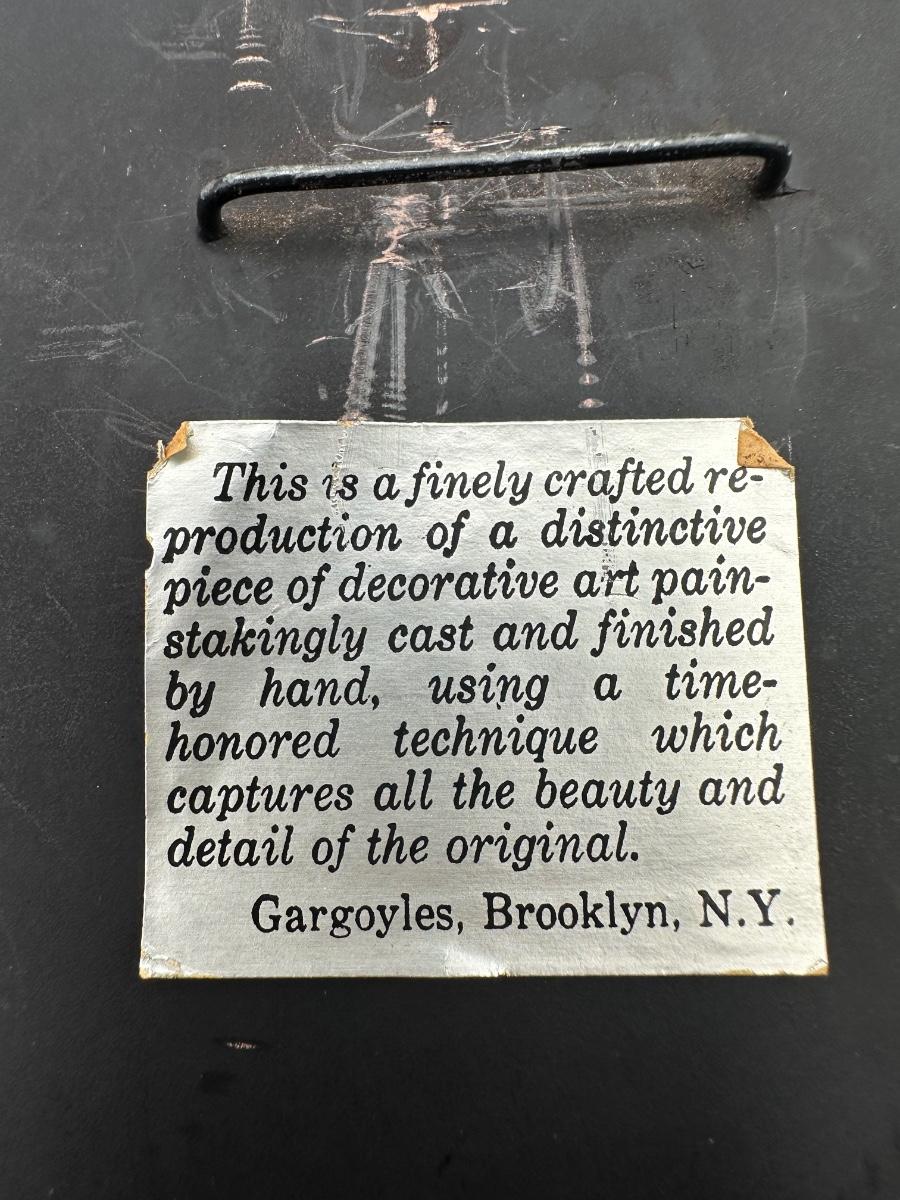 This is a finely crafted re-
production of a distinctive
piece of decorative art pain-
stakingly cast and finished
by hand, using a time-
honored technique which
captures all the beauty and
detail of the original.
Gargoyles, Brooklyn, N.Y.